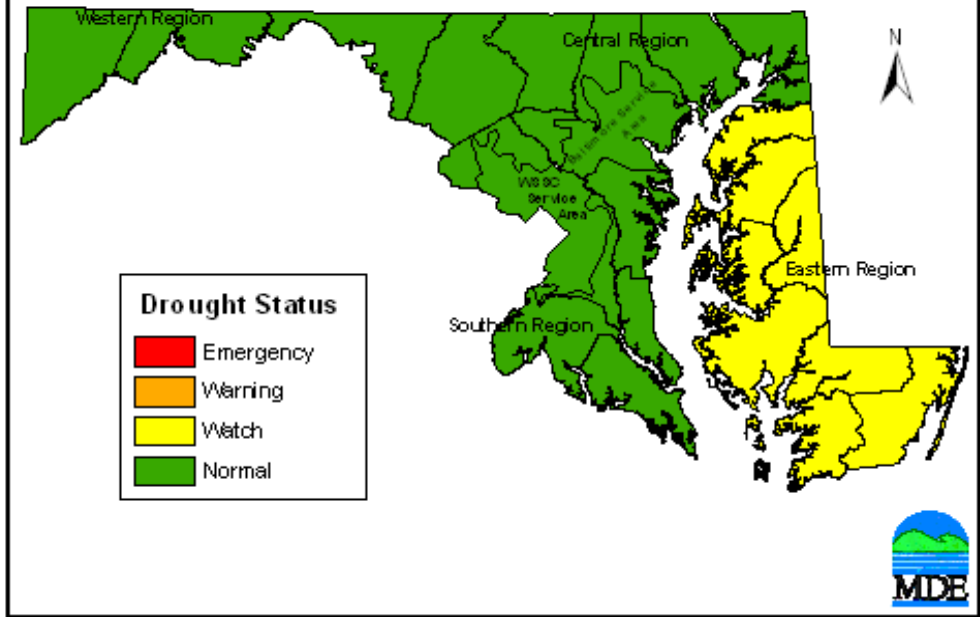 Western Region
Central Region
N
Baltimore Service
Area
WSSC
Service
Area
Eastern Region
Southern Region
Drought Status
Emergency
Warning
Watch
Normal
MDE